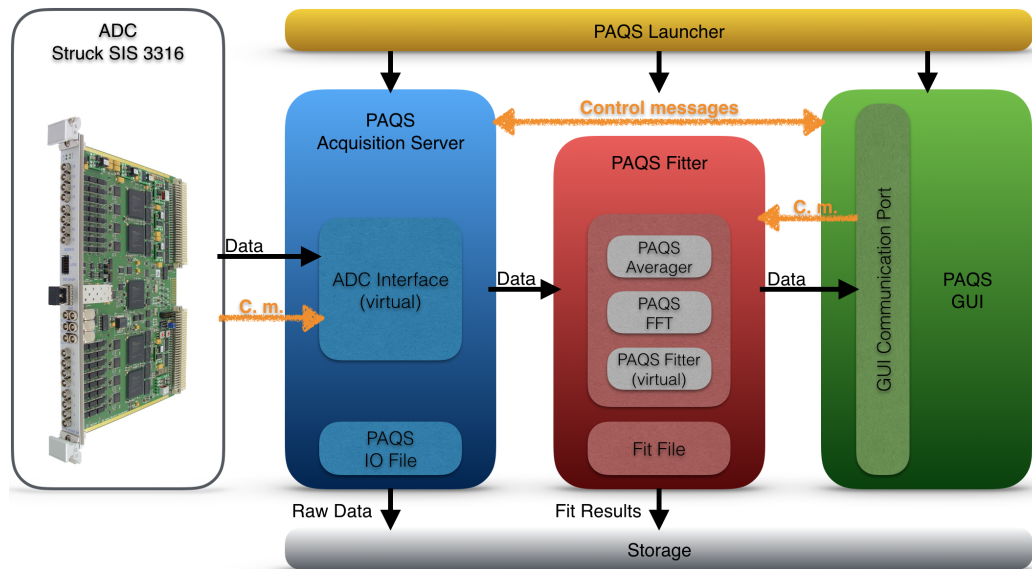 ADC
Struck SIS 3316
PAQS Launcher
PAQS
Acquisition Server
Control messages
PAQS Fitter
C. m.
Data
ADC Interface
(virtual)
Data
PAQS
Averager
PAQS
FFT
PAQS Fitter
(virtual)
Data
GUI Communication Port
PAQS
GUI
C. m.
PAQS
IO File
Fit File
Raw Data
Fit Results
Storage